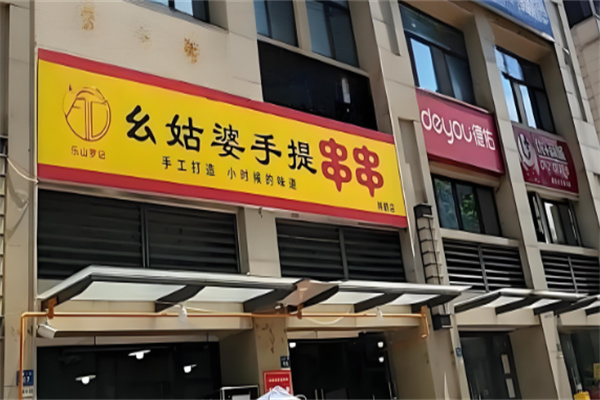 幺姑婆手提串串
手工打造 小时候的味道
乐山罗记
deyou德佑